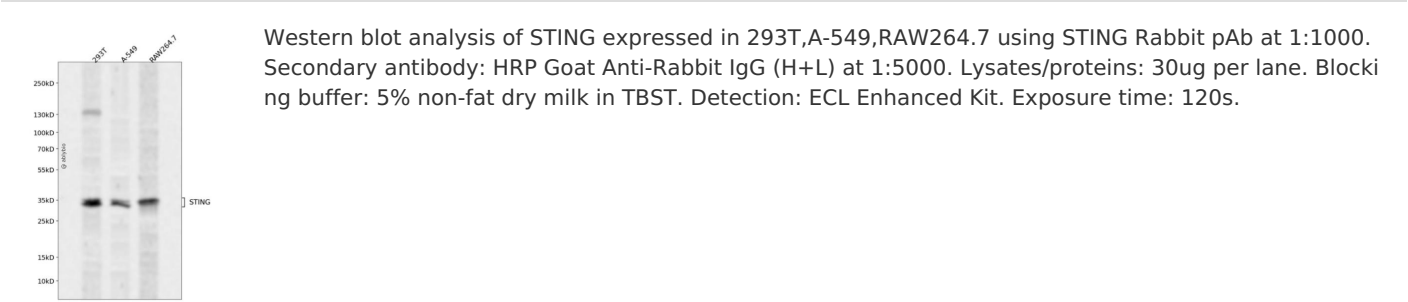 293T
A-549
RAW264.7
250kD
130kD
100kD
70kD
55kD
35kD
25kD
15kD
10kD
STING
Western blot analysis of STING expressed in 293T,A-549,RAW264.7 using STING Rabbit pAb at 1:1000.
Secondary antibody: HRP Goat Anti-Rabbit IgG (H+L) at 1:5000. Lysates/proteins: 30ug per lane. Blocki
ng buffer: 5% non-fat dry milk in TBST. Detection: ECL Enhanced Kit. Exposure time: 120s.